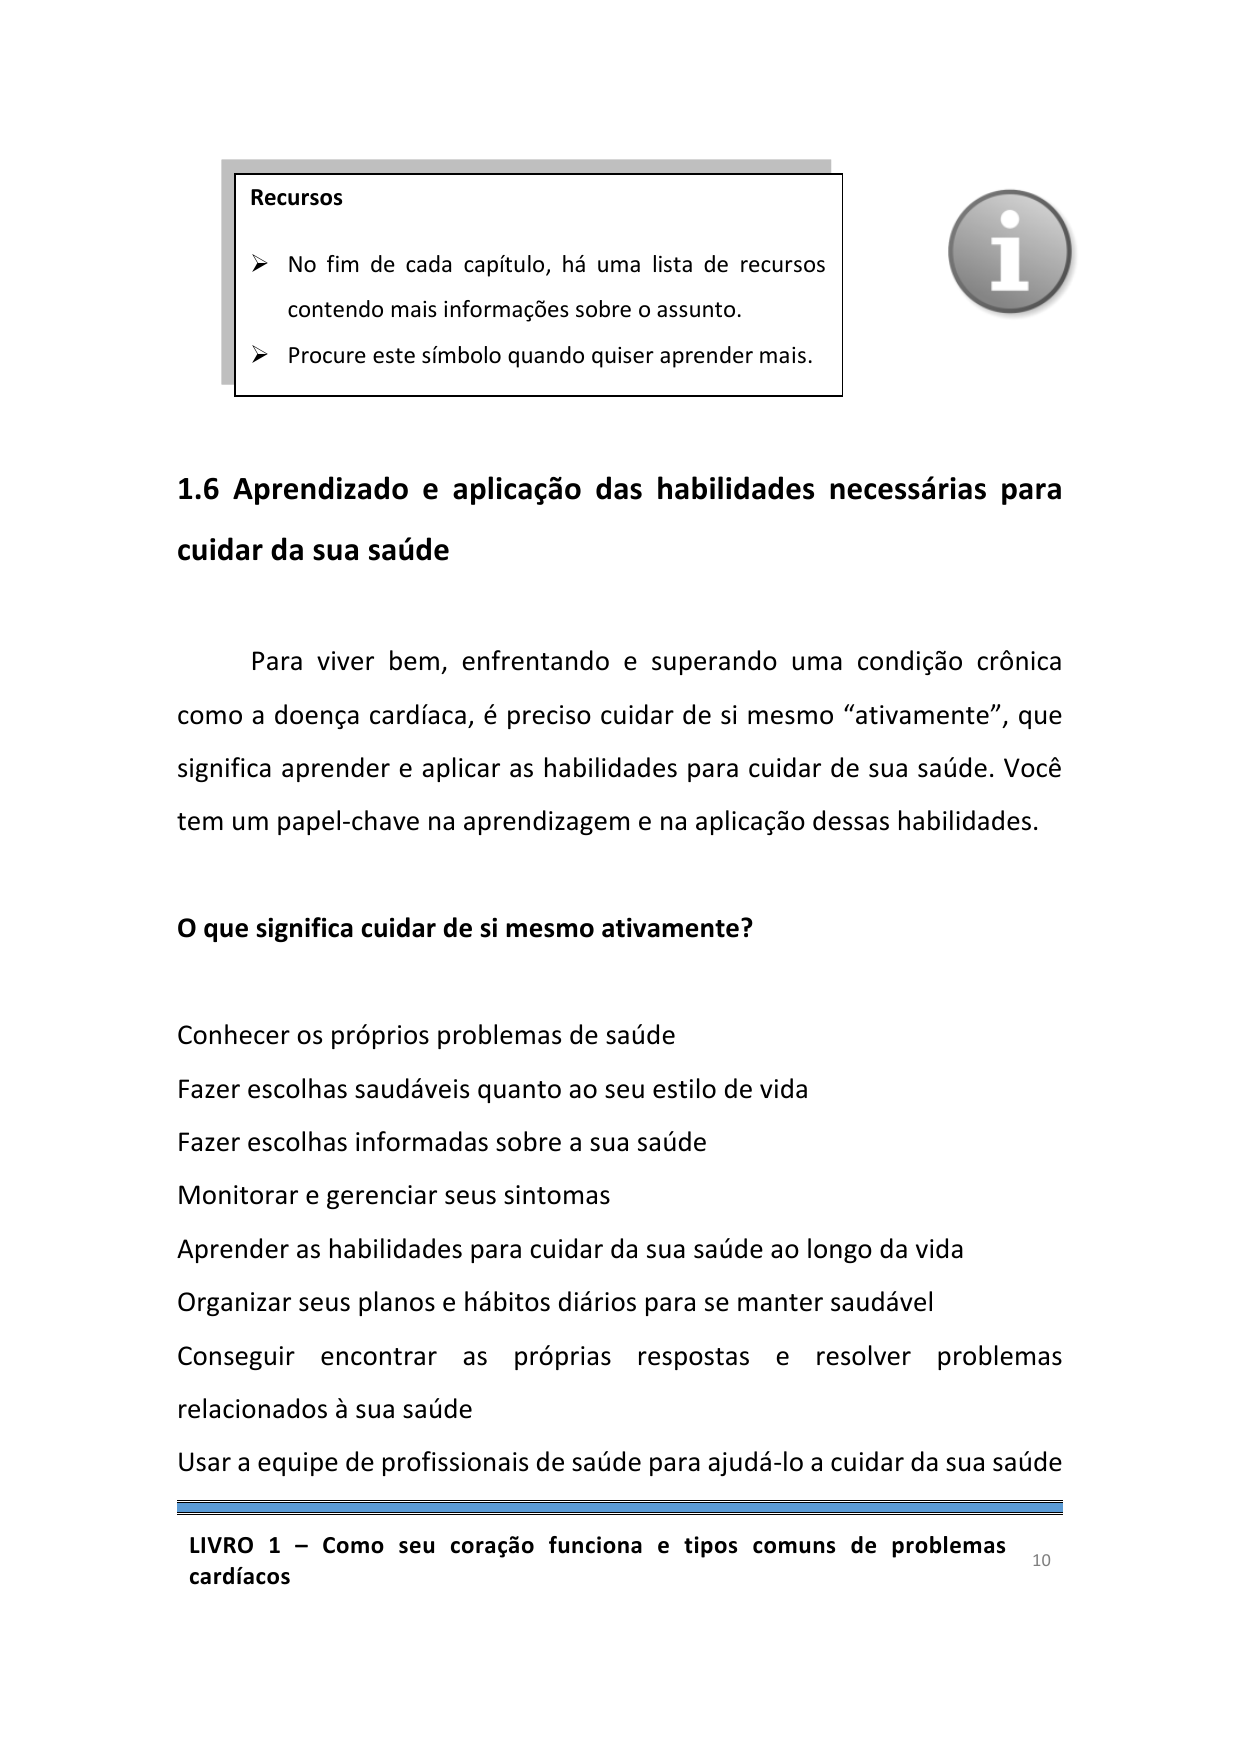 Recursos
➢ No fim de cada capítulo, há uma lista de recursos
contendo mais informações sobre o assunto.
➢ Procure este símbolo quando quiser aprender mais.
i
1.6 Aprendizado e aplicação das habilidades necessárias para
cuidar da sua saúde
Para viver bem, enfrentando e superando uma condição crônica
como a doença cardíaca, é preciso cuidar de si mesmo “ativamente”, que
significa aprender e aplicar as habilidades para cuidar de sua saúde. Você
tem um papel-chave na aprendizagem e na aplicação dessas habilidades.
O que significa cuidar de si mesmo ativamente?
Conhecer os próprios problemas de saúde
Fazer escolhas saudáveis quanto ao seu estilo de vida
Fazer escolhas informadas sobre a sua saúde
Monitorar e gerenciar seus sintomas
Aprender as habilidades para cuidar da sua saúde ao longo da vida
Organizar seus planos e hábitos diários para se manter saudável
Conseguir encontrar as próprias respostas e resolver problemas
relacionados à sua saúde
Usar a equipe de profissionais de saúde para ajudá-lo a cuidar da sua saúde
LIVRO 1 – Como seu coração funciona e tipos comuns de problemas
cardíacos
10